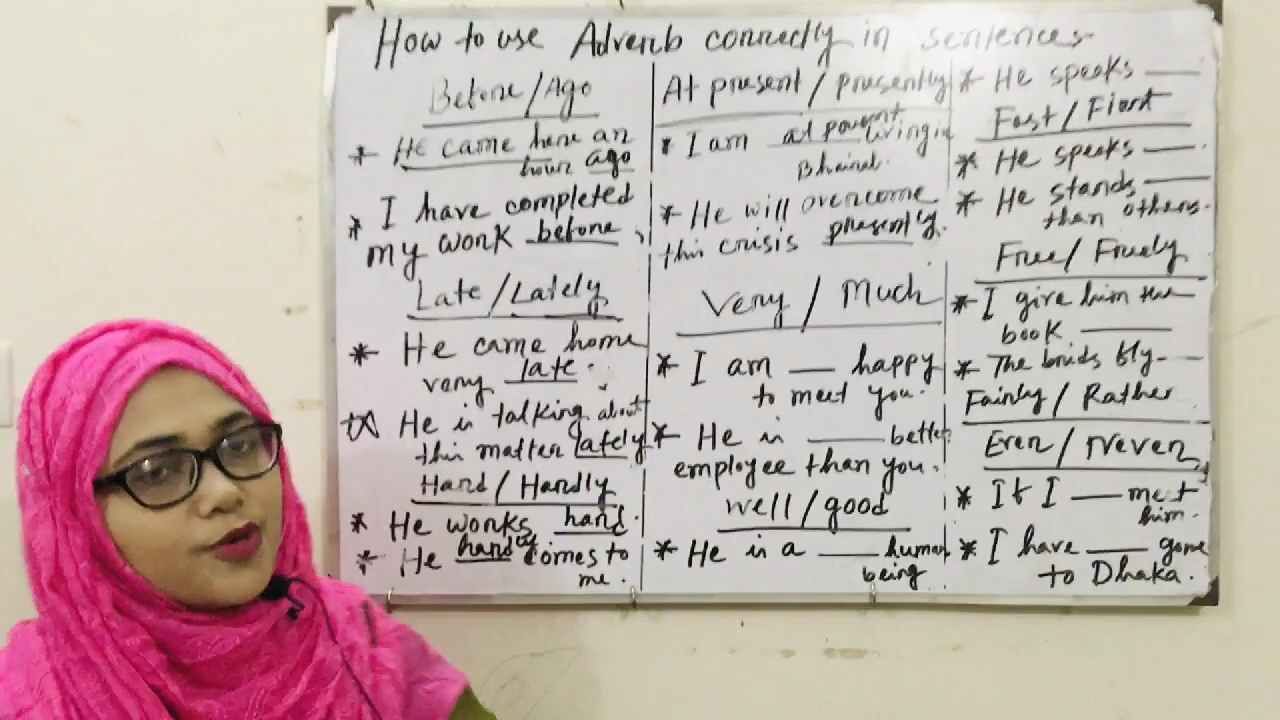 How to use Adverb correctly in sentences
Before/Ago
* He came here an
hour ago
* I have completed
my work before,
Late/Lately
* He came home
very late.
He is talking about
this matter lately
Hard/Hardly
* He works hard.
* He hardly comes to
me.
At present/presently
* I am at present living in
* He will overcome
this crisis presently.
Very/Much
* I am ___ happy
to meet you.
* He is ___ better
employee than you.
well/good
* He is a ___ human
being
* He speaks ___
Fast/First
* He speaks ___.
* He stands ___
than others.
Free/Freely
* I give him the
book ___
* The birds fly ___
Fairly/Rather
Ever/Never
* If I ___ meet
him.
* I have ___ gone
to Dhaka.